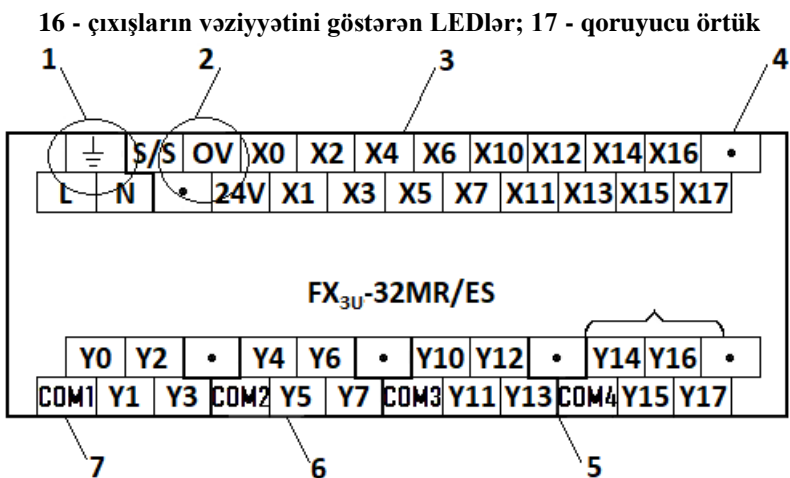 16 - çıxışların vəziyyətini göstərən LEDlər; 17 - qoruyucu örtük
1 2 3 4
S/S OV X0 X2 X4 X6 X10 X12 X14 X16 •
L N • 24V X1 X3 X5 X7 X11 X13 X15 X17
FX3U-32MR/ES
Y0 Y2 • Y4 Y6 • Y10 Y12 • Y14 Y16 •
COM1 Y1 Y3 COM2 Y5 Y7 COM3 Y11 Y13 COM4 Y15 Y17
7 6 5